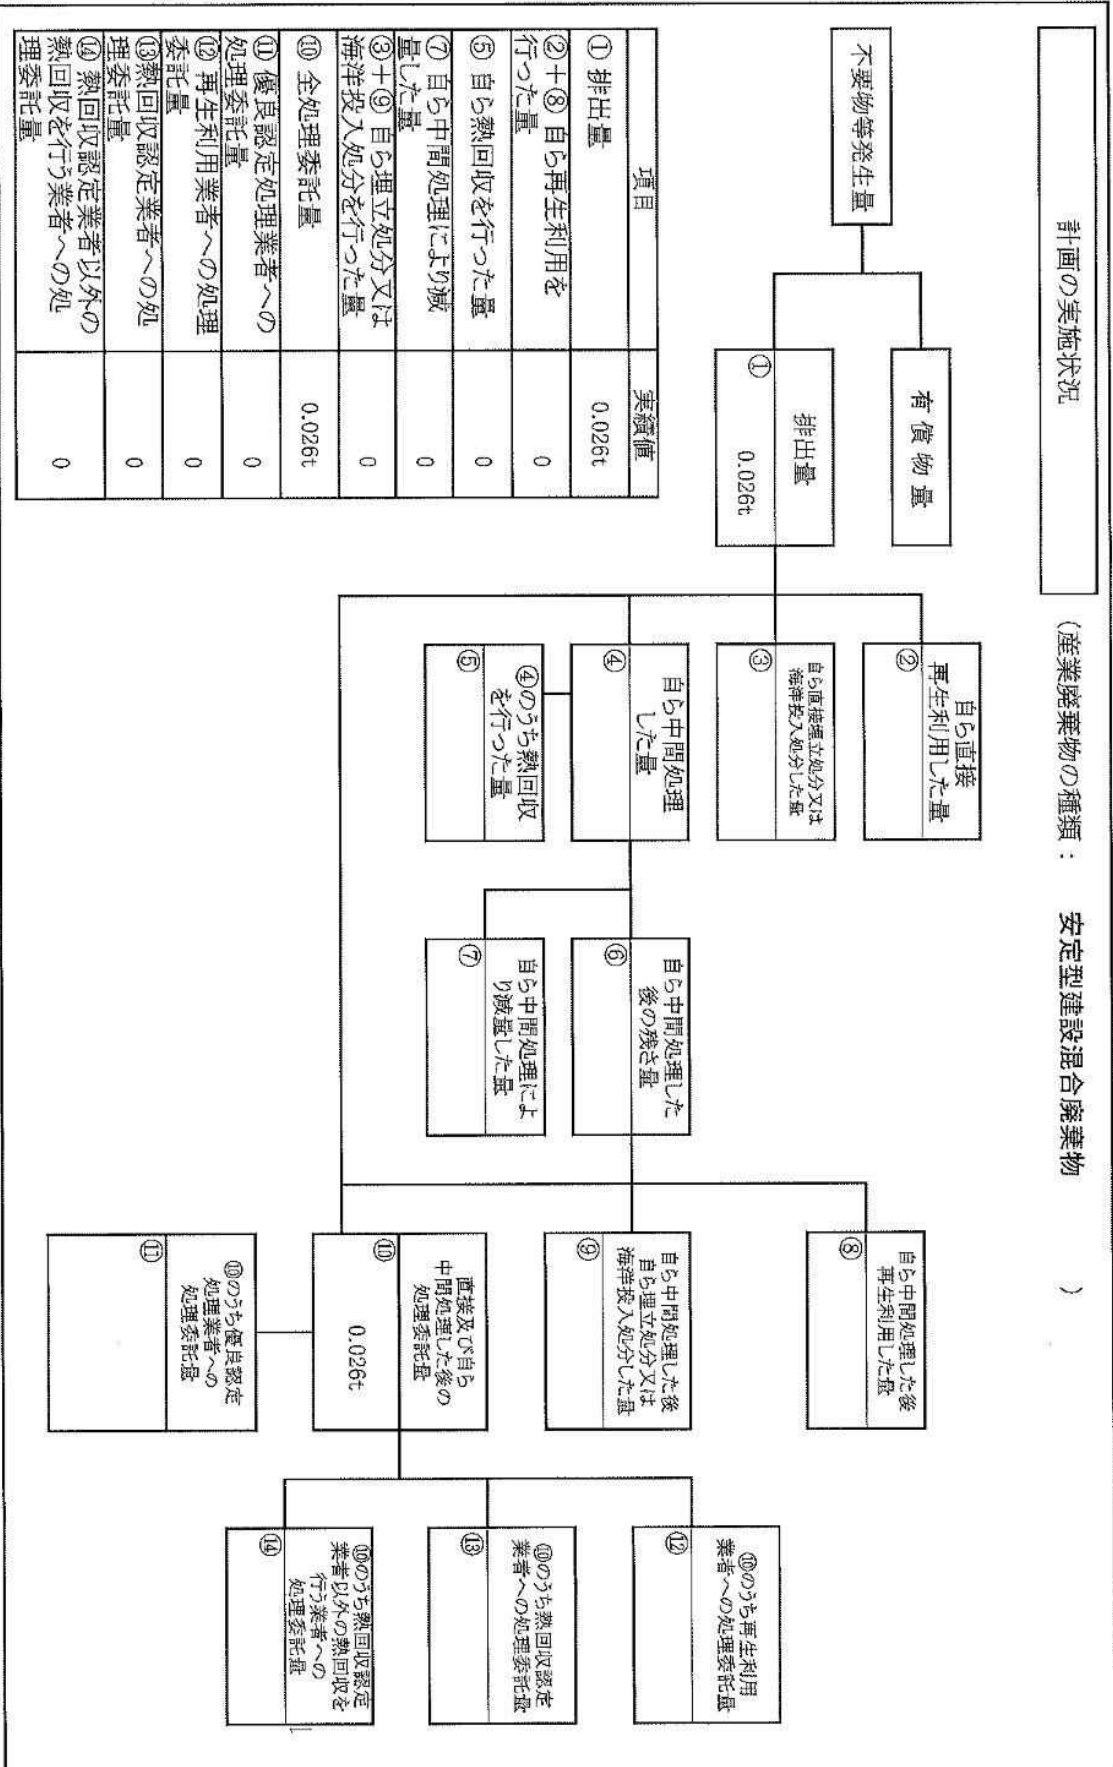 計画の実施状況
(産業廃棄物の種類： 安定型建設混合廃棄物 )
不要物等発生量
有償物量
排出量
① 0.026t
自ら直接
再生利用した量
②
自ら直接埋立処分又は
海洋投入処分した量
③
自ら中間処理
した量
④
④のうち熱回収
を行った量
⑤
自ら中間処理した
後の残さ量
⑥
自ら中間処理によ
り減量した量
⑦
自ら中間処理した後
再生利用した量
⑧
自ら中間処理した後
自ら埋立処分又は
海洋投入処分した量
⑨
直接及び自ら
中間処理した後の
処理委託量
⑩ 0.026t
⑩のうち優良認定
処理業者への
処理委託量
⑪
⑩のうち再生利用
業者への処理委託量
⑫
⑩のうち熱回収認定
業者への処理委託量
⑬
⑩のうち熱回収認定
業者以外の熱回収を
行う業者への
処理委託量
⑭
項目 実績値
① 排出量 0.026t
②＋⑧ 自ら再生利用を
行った量 0
⑤ 自ら熱回収を行った量 0
⑦ 自ら中間処理により減
量した量 0
③＋⑨ 自ら埋立処分又は
海洋投入処分を行った量 0
⑩ 全処理委託量 0.026t
⑪ 優良認定処理業者への
処理委託量 0
⑫ 再生利用業者への処理
委託量 0
⑬熱回収認定業者への処
理委託量 0
⑭ 熱回収認定業者以外の
熱回収を行う業者への処
理委託量 0